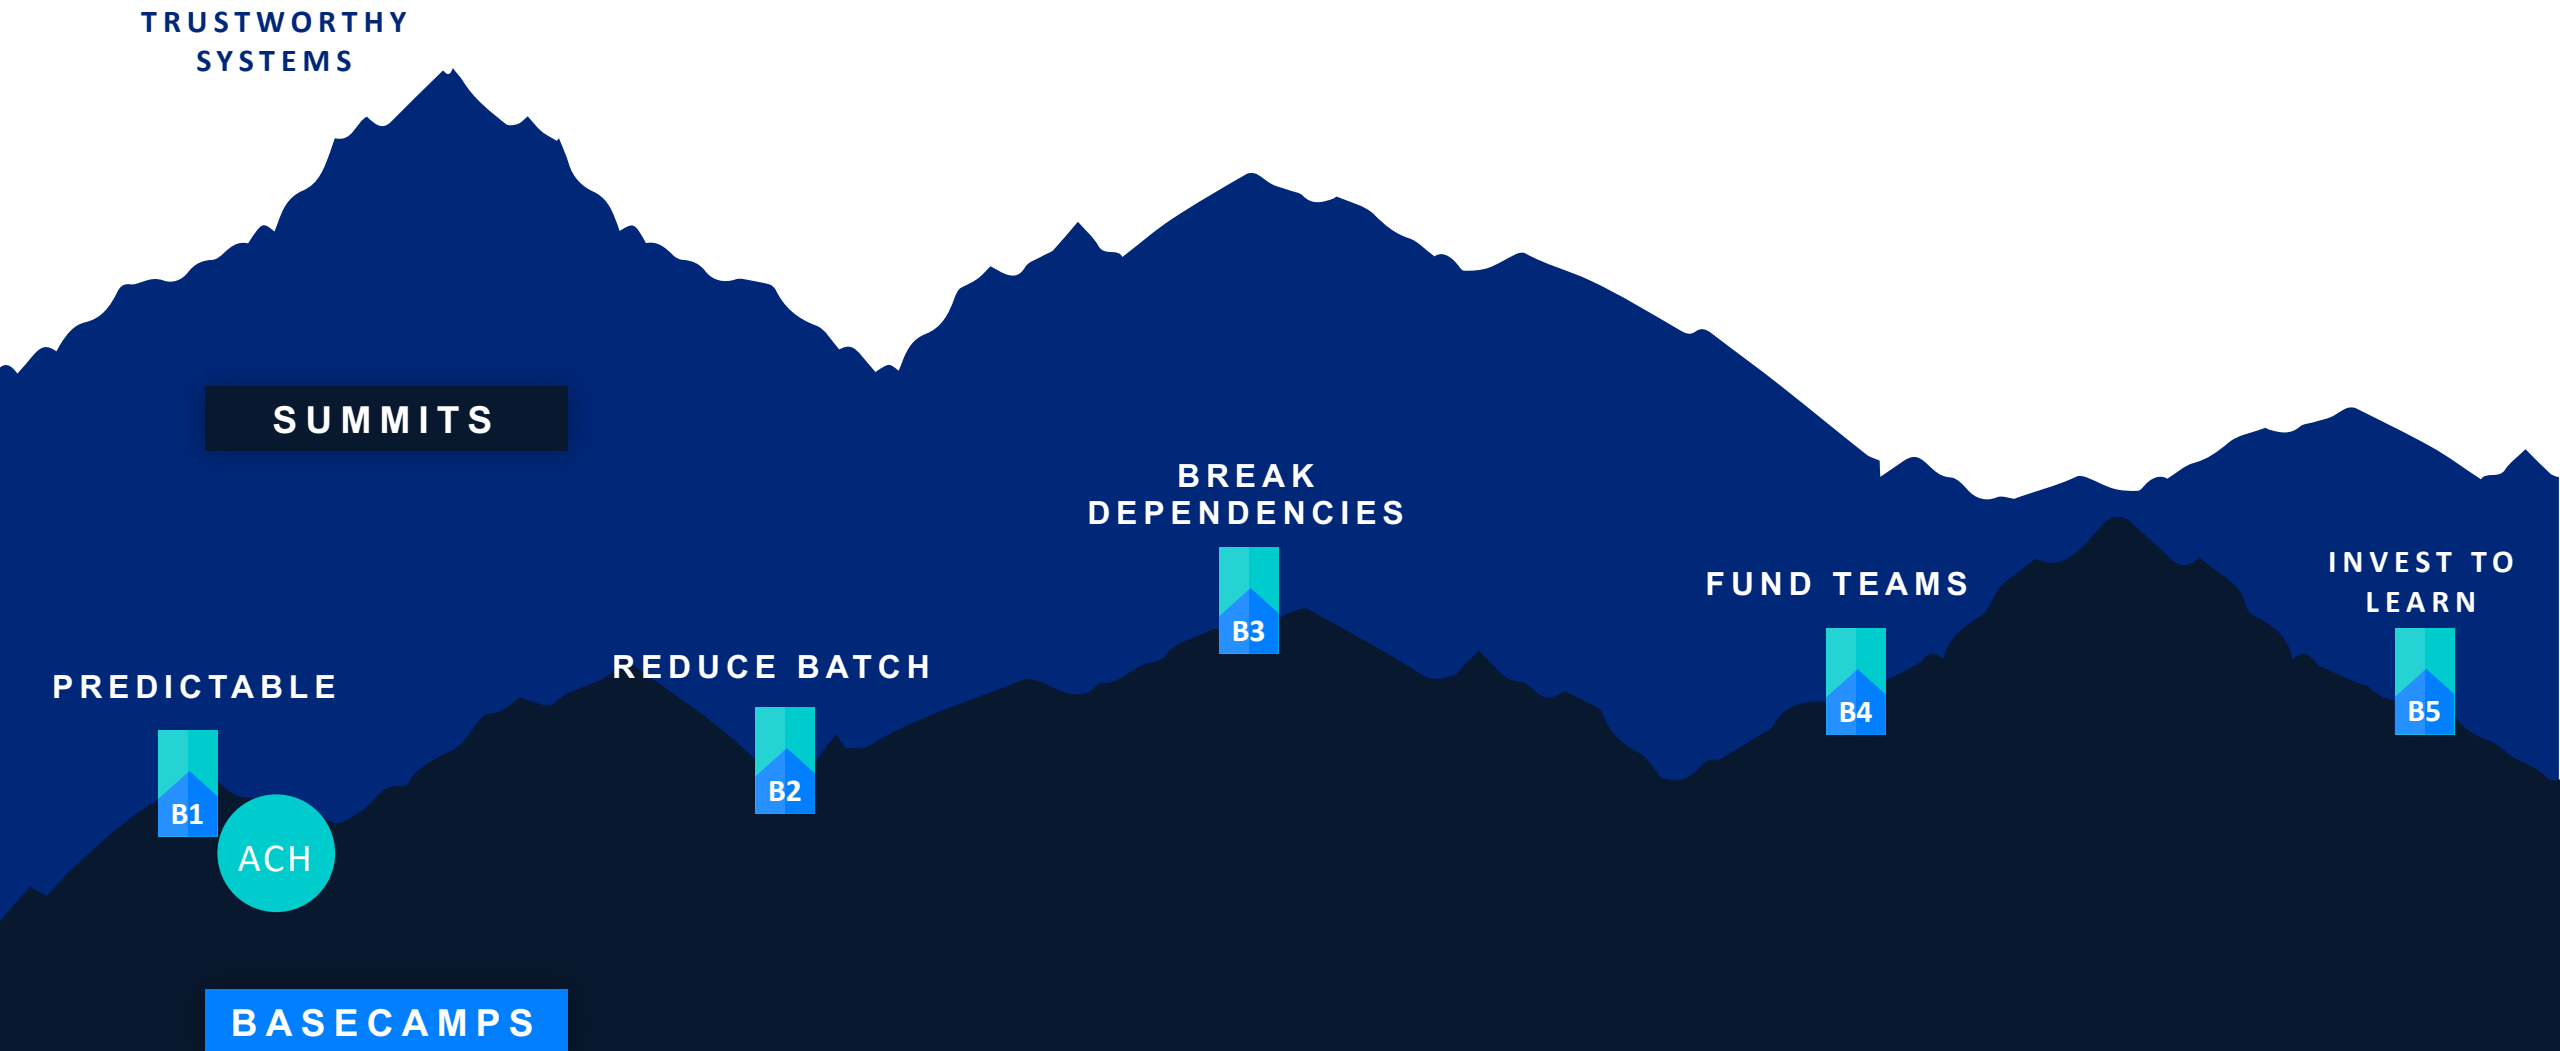 TRUSTWORTHY
SYSTEMS
SUMMITS
BREAK
DEPENDENCIES
B3
FUND TEAMS
B4
INVEST TO
LEARN
B5
REDUCE BATCH
B2
PREDICTABLE
B1
ACH
BASECAMPS